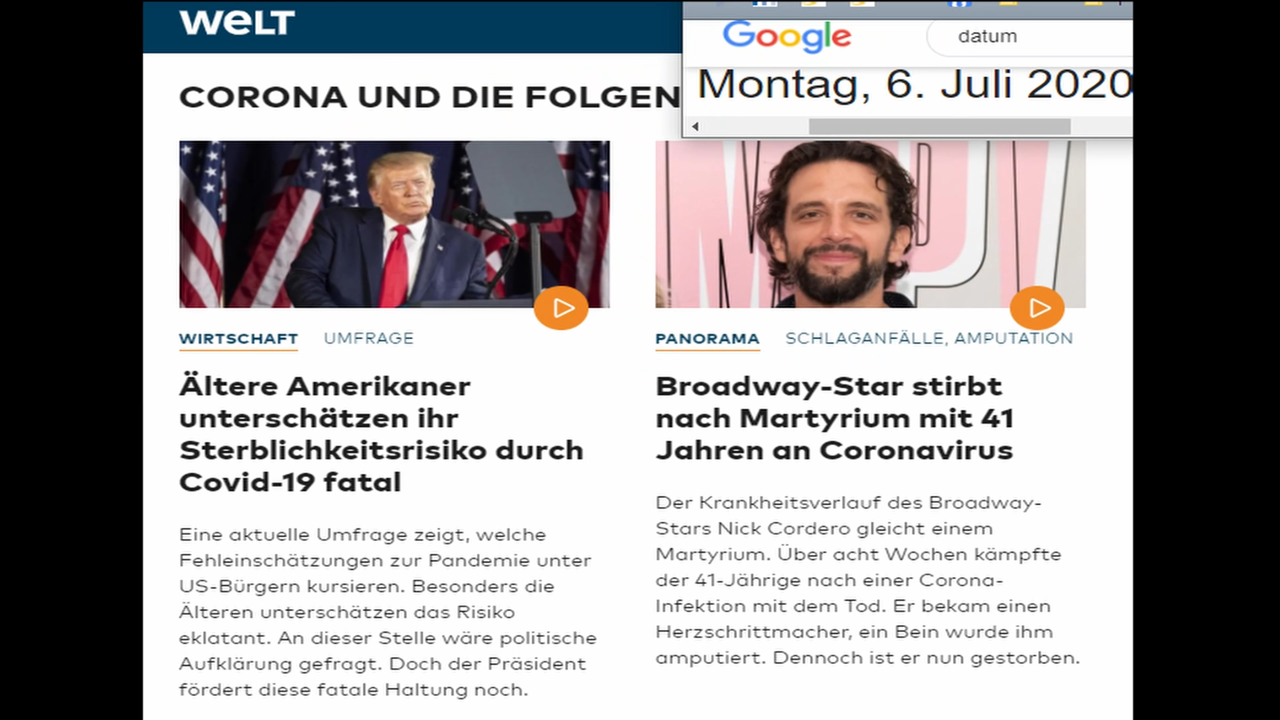 WELT
Google
datum
Montag, 6. Juli 2020
CORONA UND DIE FOLGEN
WIRTSCHAFT UMFRAGE
Ältere Amerikaner
unterschätzen ihr
Sterblichkeitsrisiko durch
Covid-19 fatal
Eine aktuelle Umfrage zeigt, welche
Fehleinschätzungen zur Pandemie unter
US-Bürgern kursieren. Besonders die
Älteren unterschätzen das Risiko
eklatant. An dieser Stelle wäre politische
Aufklärung gefragt. Doch der Präsident
fördert diese fatale Haltung noch.
PANORAMA SCHLAGANFÄLLE, AMPUTATION
Broadway-Star stirbt
nach Martyrium mit 41
Jahren an Coronavirus
Der Krankheitsverlauf des Broadway-
Stars Nick Cordero gleicht einem
Martyrium. Über acht Wochen kämpfte
der 41-Jährige nach einer Corona-
Infektion mit dem Tod. Er bekam einen
Herzschrittmacher, ein Bein wurde ihm
amputiert. Dennoch ist er nun gestorben.